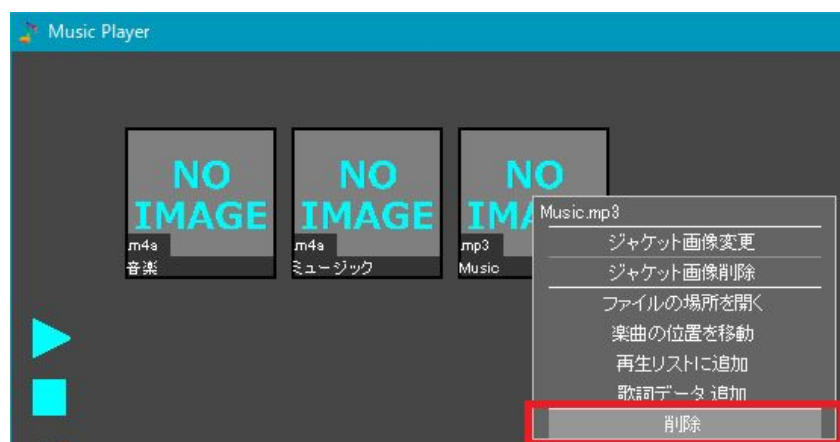 Music Player
NO
IMAGE
.m4a
音楽
NO
IMAGE
.m4a
ミュージック
NO
.mp3
Music
Music.mp3
ジャケット画像変更
ジャケット画像削除
ファイルの場所を開く
楽曲の位置を移動
再生リストに追加
歌詞データ追加
削除